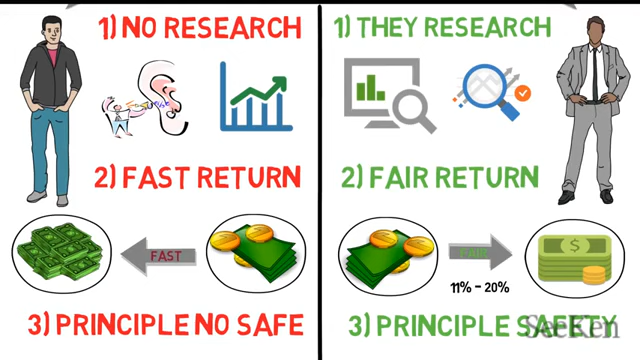 1) NO RESEARCH
2) FAST RETURN
FAST
3) PRINCIPLE NO SAFE
1) THEY RESEARCH
2) FAIR RETURN
FAIR
11% - 20%
3) PRINCIPLE SAFETY
SeeKen